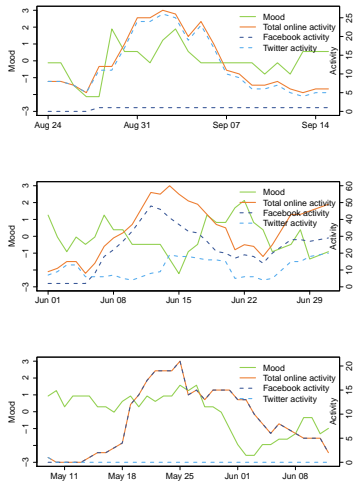 Mood
Total online activity
Facebook activity
Twitter activity
3
2
1
0
−1
−3
Mood
25
20
15
10
5
0
Activity
Aug 24 Aug 31 Sep 07 Sep 14
Mood
Total online activity
Facebook activity
Twitter activity
3
2
1
0
−1
−3
Mood
60
50
40
30
20
10
0
Activity
Jun 01 Jun 08 Jun 15 Jun 22 Jun 29
Mood
Total online activity
Facebook activity
Twitter activity
3
2
1
0
−1
−3
Mood
20
15
10
5
0
Activity
May 11 May 18 May 25 Jun 01 Jun 08